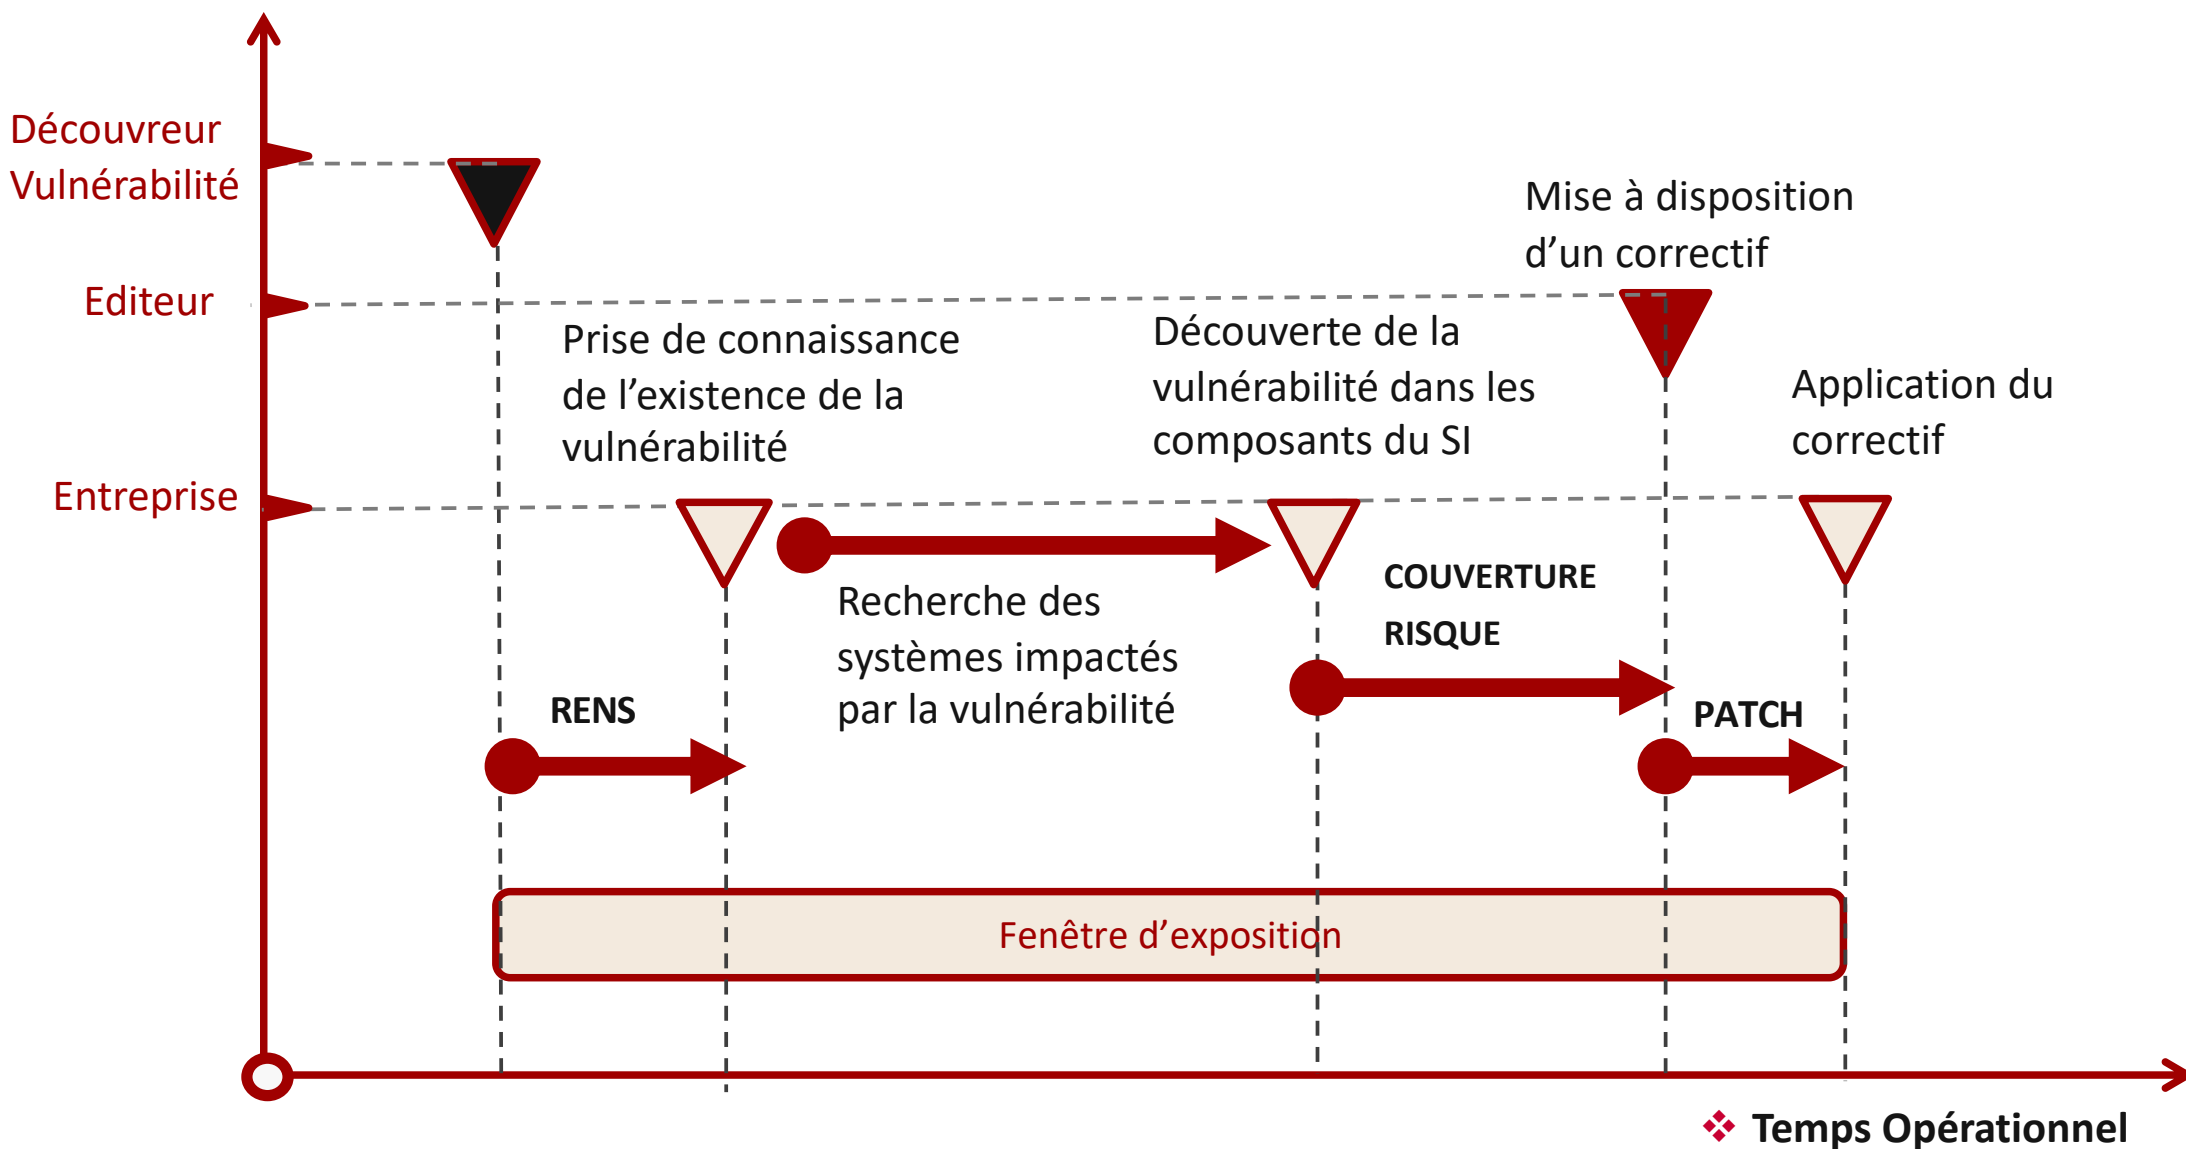 Découvreur
Vulnérabilité
Editeur
Entreprise
Mise à disposition
d’un correctif
Prise de connaissance
de l’existence de la
vulnérabilité
Découverte de la
vulnérabilité dans les
composants du SI
Application du
correctif
Recherche des
systèmes impactés
par la vulnérabilité
COUVERTURE
RISQUE
RENS
PATCH
Fenêtre d’exposition
Temps Opérationnel